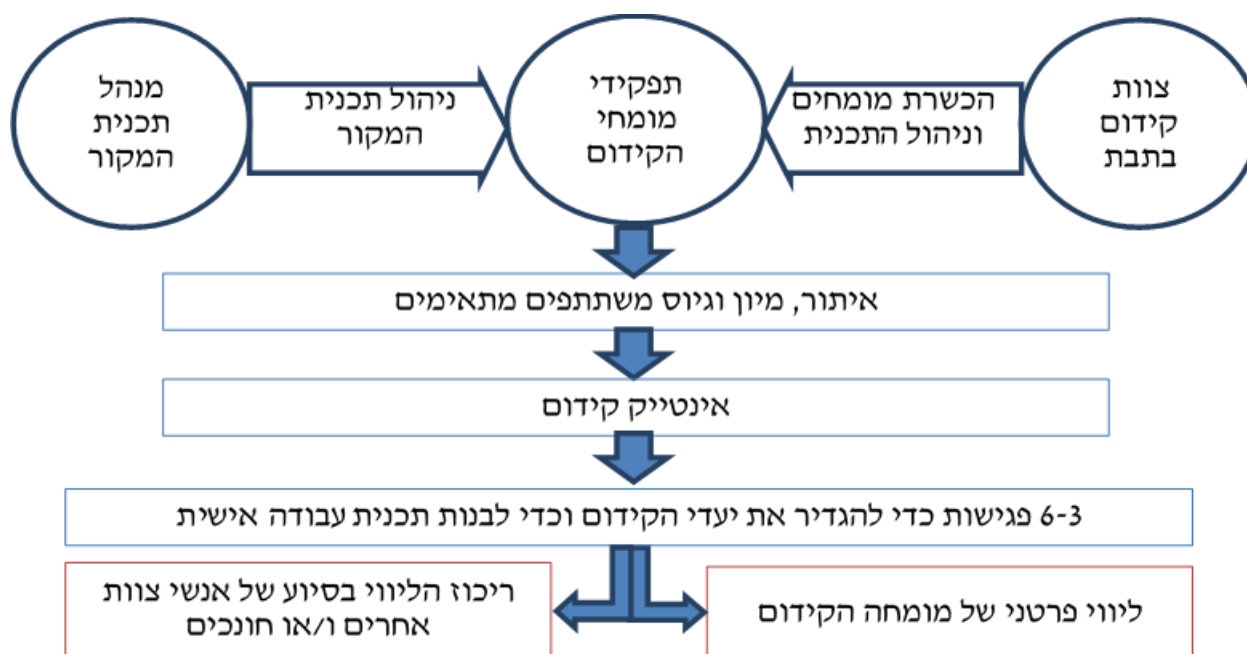 צוות
קידום
בתבת
הכשרת מומחים
וניהול התכנית
תפקידי
מומחי
הקידום
ניהול תכנית
המקור
מנהל
תכנית
המקור
איתור, מיון וגיוס משתתפים מתאימים
אינטייק קידום
6-3 פגישות כדי להגדיר את יעדי הקידום וכדי לבנות תכנית עבודה אישית
ליווי פרטני של מומחה הקידום
ריכוז הליווי בסיוע של אנשי צוות
אחרים ו/או חונכים